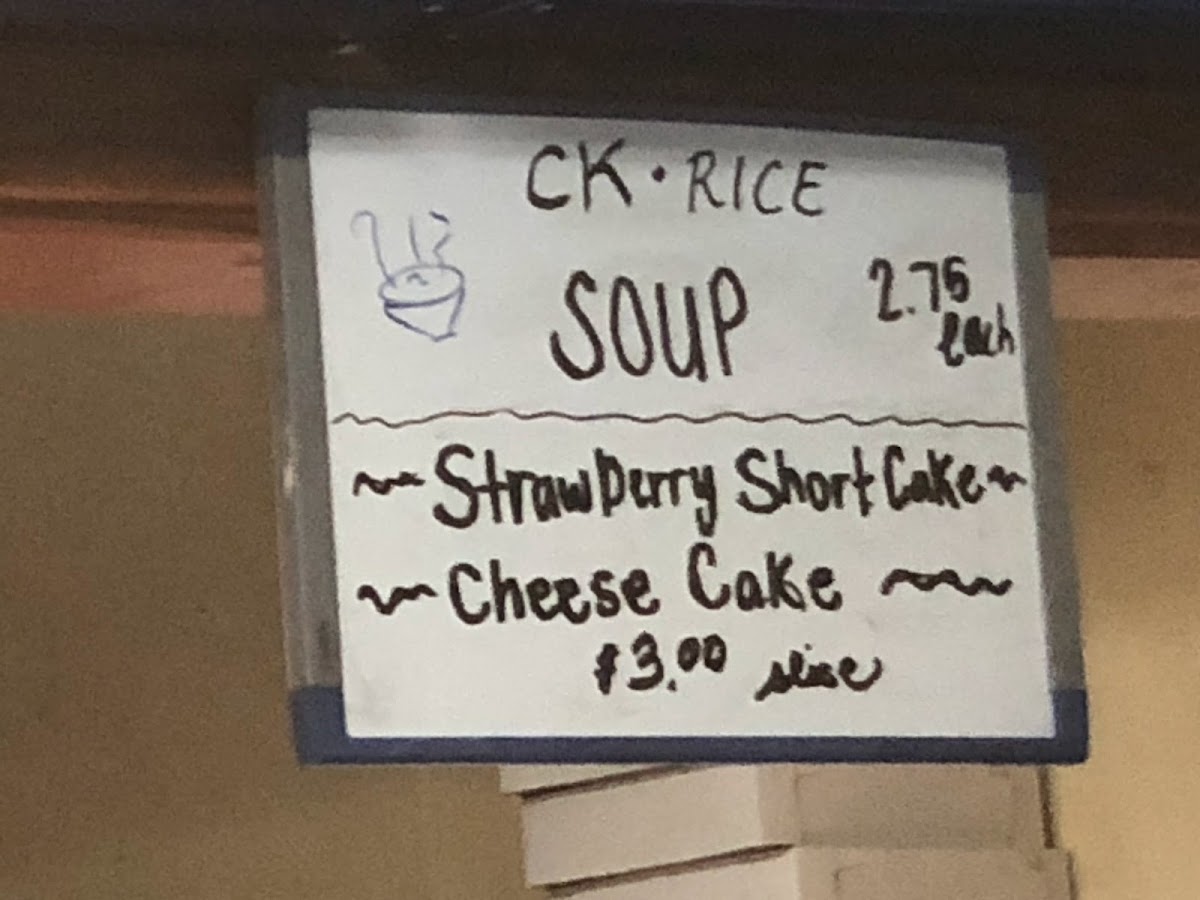 CK • RICE
SOUP 2.75
each
~ Strawberry Short Cake ~
~ Cheese Cake ~
$3.00 slice